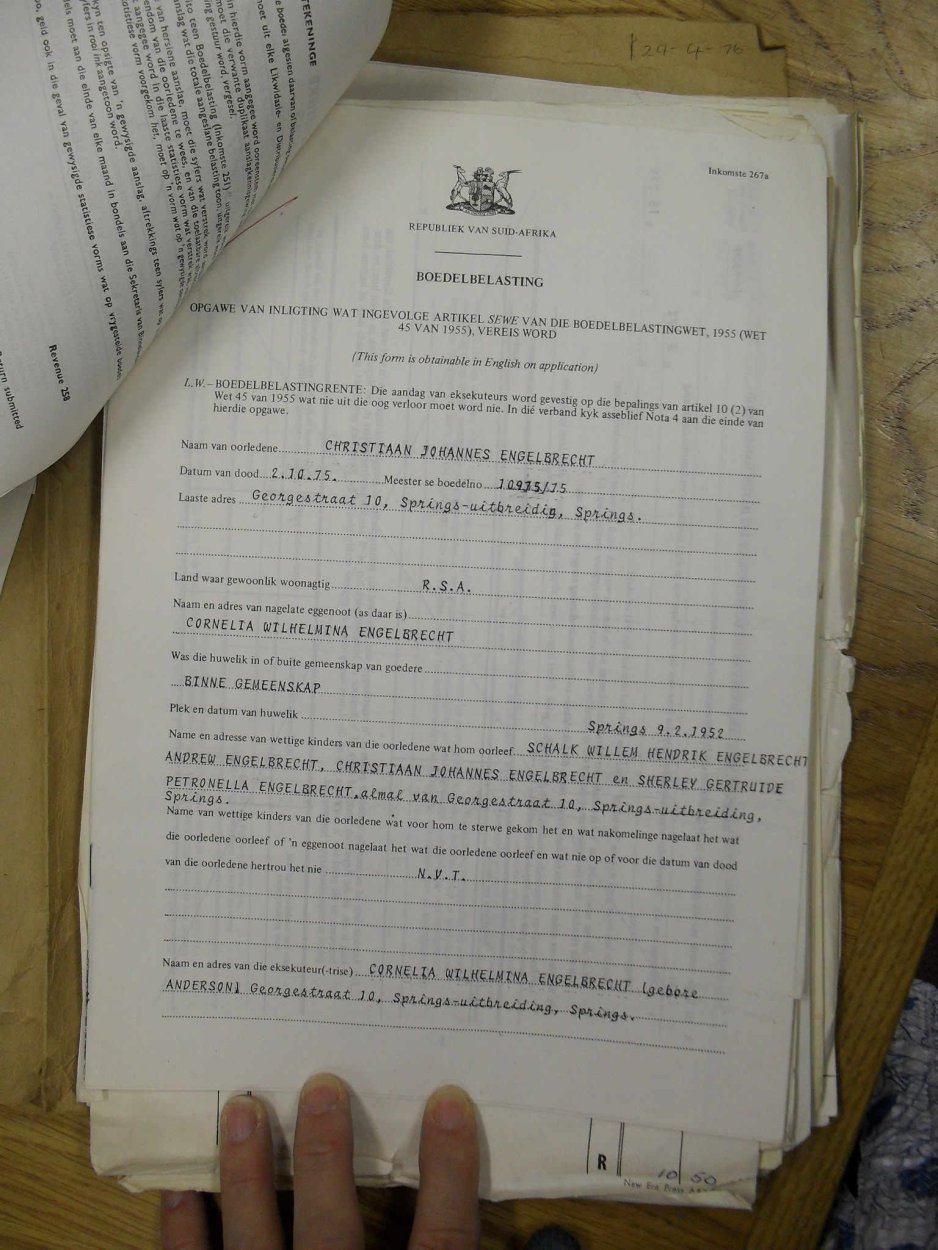 24-4-76
TEKENINGE
Revenue 258
Return submitted
Inkomste 267a
REPUBLIEK VAN SUID-AFRIKA
BOEDELBELASTING
OPGAWE VAN INLIGTING WAT INGEVOLGE ARTIKEL SEWE VAN DIE BOEDELBELASTINGWET, 1955 (WET
45 VAN 1955), VEREIS WORD
(This form is obtainable in English on application)
L.W.–BOEDELBELASTINGRENTE: Die aandag van eksekuteurs word gevestig op die bepalings van artikel 10 (2) van
Wet 45 van 1955 wat nie uit die oog verloor moet word nie. In dié verband kyk asseblief Nota 4 aan die einde van
hierdie opgawe.
Naam van oorledene CHRISTIAAN JOHANNES ENGELBRECHT
Datum van dood 2.10.75. Meester se boedelno 10975/75
Laaste adres Georgestraat 10, Springs-uitbreidig, Springs.
Land waar gewoonlik woonagtig R.S.A.
Naam en adres van nagelate eggenoot (as daar is)
CORNELIA WILHELMINA ENGELBRECHT
Was die huwelik in of buite gemeenskap van goedere
BINNE GEMEENSKAP
Plek en datum van huwelik Springs 9.2.1952
Name en adresse van wettige kinders van die oorledene wat hom oorleef SCHALK WILLEM HENDRIK ENGELBRECHT
ANDREW ENGELBRECHT, CHRISTIAAN JOHANNES ENGELBRECHT en SHERLEY GERTRUIDE
PETRONELLA ENGELBRECHT,almal van Georgestraat 10, Springs-uitbreiding,
Springs.
Name van wettige kinders van die oorledene wat voor hom te sterwe gekom het en wat nakomelinge nagelaat het wat
die oorledene oorleef of 'n eggenoot nagelaat het wat die oorledene oorleef en wat nie op of voor die datum van dood
van die oorledene hertrou het nie N.V.T.
Naam en adres van die eksekuteur(-trise) CORNELIA WILHELMINA ENGELBRECHT (gebore
ANDERSON) Georgestraat 10, Springs-uitbreiding, Springs.
R 10 50
New Era Press